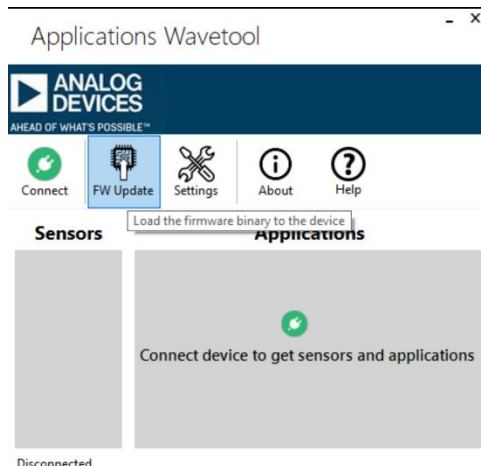 Applications Wavetool
- X
ANALOG
DEVICES
AHEAD OF WHAT'S POSSIBLE™
Connect
FW Update
Settings
About
Help
Load the firmware binary to the device
Sensors
Applications
Connect device to get sensors and applications
Disconnected